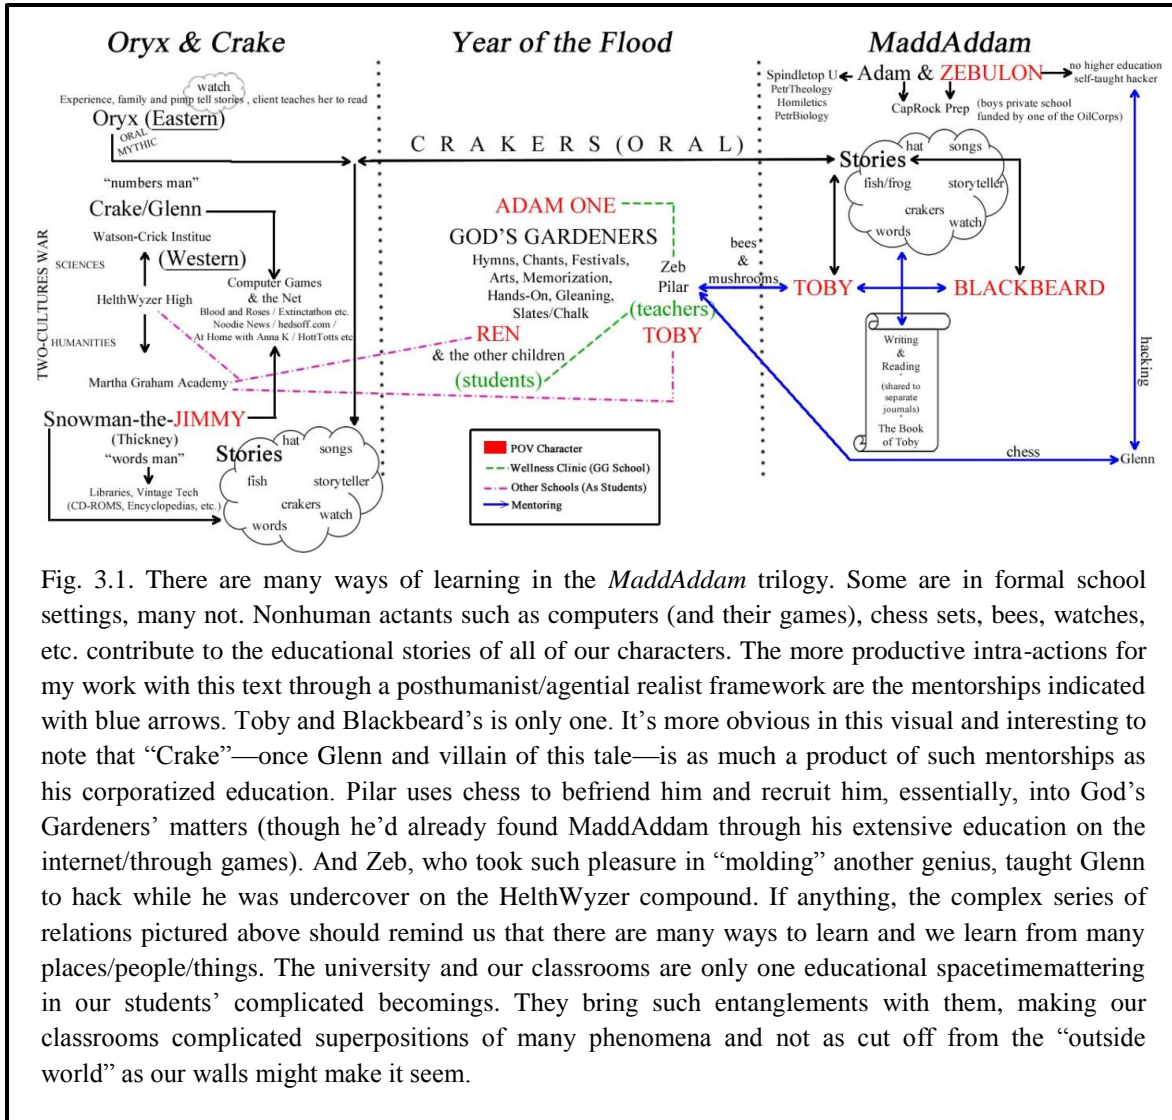 Oryx & Crake
Year of the Flood
MaddAddam
watch
Experience, family and pimp tell stories , client teaches her to read
Oryx (Eastern)
ORAL
MYTHIC
"numbers man"
Crake/Glenn
Watson-Crick Institue
SCIENCES
(Western)
HelthWyzer High
TWO-CULTURES WAR
HUMANITIES
Computer Games
& the Net
Blood and Roses / Extinctathon etc.
Noodie News / hedsoff.com /
At Home with Anna K / HottTotts etc
Martha Graham Academy
Snowman-the-JIMMY
(Thickney)
"words man"
Libraries, Vintage Tech
(CD-ROMS, Encyclopedias, etc.)
Stories
hat
songs
fish
storyteller
crakers
watch
words
CRAKERS (ORAL)
ADAM ONE
GOD'S GARDENERS
Hymns, Chants, Festivals,
Arts, Memorization,
Hands-On, Gleaning,
Slates/Chalk
Zeb
Pilar
(teachers)
REN
& the other children
(students)
TOBY
POV Character
Wellness Clinic (GG School)
Other Schools (As Students)
Mentoring
Spindletop U
PetrTheology
Homiletics
PetrBiology
Adam & ZEBULON
no higher education
self-taught hacker
CapRock Prep
(boys private school
funded by one of the OilCorps)
Stories
hat
songs
fish/frog
storyteller
crakers
watch
words
bees
&
mushrooms
TOBY
BLACKBEARD
Writing
&
Reading
(shared to
separate
journals)
The Book
of Toby
hacking
chess
Glenn
Fig. 3.1. There are many ways of learning in the MaddAddam trilogy. Some are in formal school
settings, many not. Nonhuman actants such as computers (and their games), chess sets, bees, watches,
etc. contribute to the educational stories of all of our characters. The more productive intra-actions for
my work with this text through a posthumanist/agential realist framework are the mentorships indicated
with blue arrows. Toby and Blackbeard's is only one. It's more obvious in this visual and interesting to
note that "Crake"—once Glenn and villain of this tale—is as much a product of such mentorships as
his corporatized education. Pilar uses chess to befriend him and recruit him, essentially, into God's
Gardeners' matters (though he'd already found MaddAddam through his extensive education on the
internet/through games). And Zeb, who took such pleasure in "molding" another genius, taught Glenn
to hack while he was undercover on the HelthWyzer compound. If anything, the complex series of
relations pictured above should remind us that there are many ways to learn and we learn from many
places/people/things. The university and our classrooms are only one educational spacetimemattering
in our students' complicated becomings. They bring such entanglements with them, making our
classrooms complicated superpositions of many phenomena and not as cut off from the "outside
world" as our walls might make it seem.